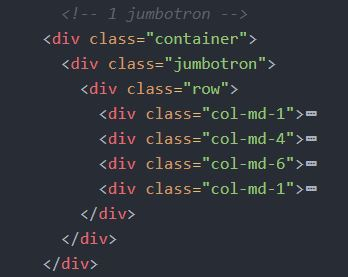 <!-- 1 jumbotron -->
<div class="container">
<div class="jumbotron">
<div class="row">
<div class="col-md-1">⋯
<div class="col-md-4">⋯
<div class="col-md-6">⋯
<div class="col-md-1">⋯
</div>
</div>
</div>